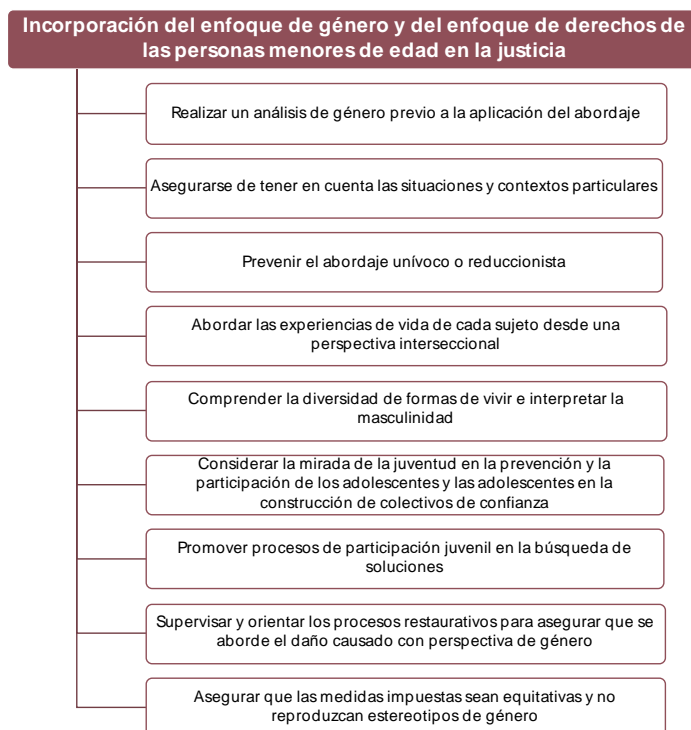 Incorporación del enfoque de género y del enfoque de derechos de
las personas menores de edad en la justicia
Realizar un análisis de género previo a la aplicación del abordaje
Asegurarse de tener en cuenta las situaciones y contextos particulares
Prevenir el abordaje unívoco o reduccionista
Abordar las experiencias de vida de cada sujeto desde una
perspectiva interseccional
Comprender la diversidad de formas de vivir e interpretar la
masculinidad
Considerar la mirada de la juventud en la prevención y la
participación de los adolescentes y las adolescentes en la
construcción de colectivos de confianza
Promover procesos de participación juvenil en la búsqueda de
soluciones
Supervisar y orientar los procesos restaurativos para asegurar que se
aborde el daño causado con perspectiva de género
Asegurar que las medidas impuestas sean equitativas y no
reproduzcan estereotipos de género